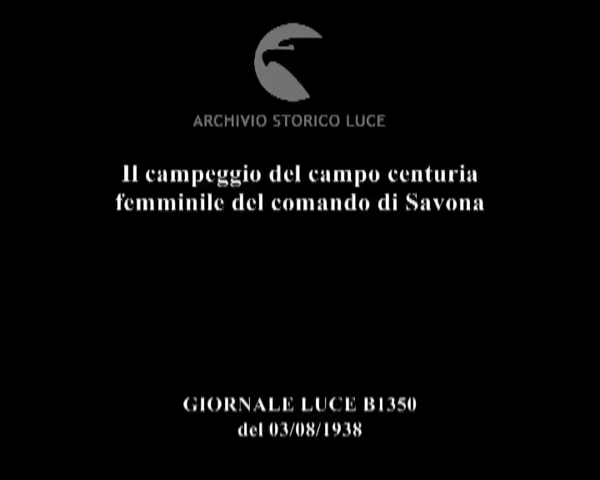 ARCHIVIO STORICO LUCE
Il campeggio del campo centuria
femminile del comando di Savona
GIORNALE LUCE B1350
del 03/08/1938